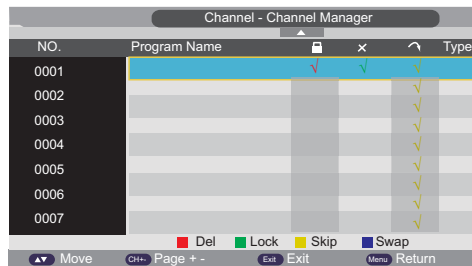 Channel - Channel Manager
NO. Program Name Type
0001 √ √ √
0002 √
0003 √
0004 √
0005 √
0006 √
0007 √
Del Lock Skip Swap
Move CH+- Page + - Exit Exit Menu Return